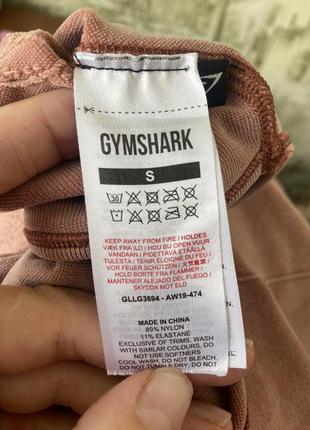 GYMSHARK
S
KEEP AWAY FROM FIRE / HOLDES
VÆK FRA ILD / HOU BIJ OPEN VUUR
VANDAAN / PIDETTÄVÄ ETÄÄLLÄ
TULESTA / TENIR ÉLOIGNÉ DU FEU /
VOR FEUER SCHÜTZEN /
HOLD BORTE FRA FLAMMER /
MANTENER ALEJADO DEL FUEGO /
SKYDDA MOT ELD
GLLG3694 - AW19-474
MADE IN CHINA
89% NYLON
11% ELASTANE
EXCLUSIVE OF TRIMS. WASH
WITH SIMILAR COLOURS. DO
NOT USE SOFTNERS
COOL WASH, DO NOT BLEACH,
DO NOT TUMBLE DRY, DO NOT